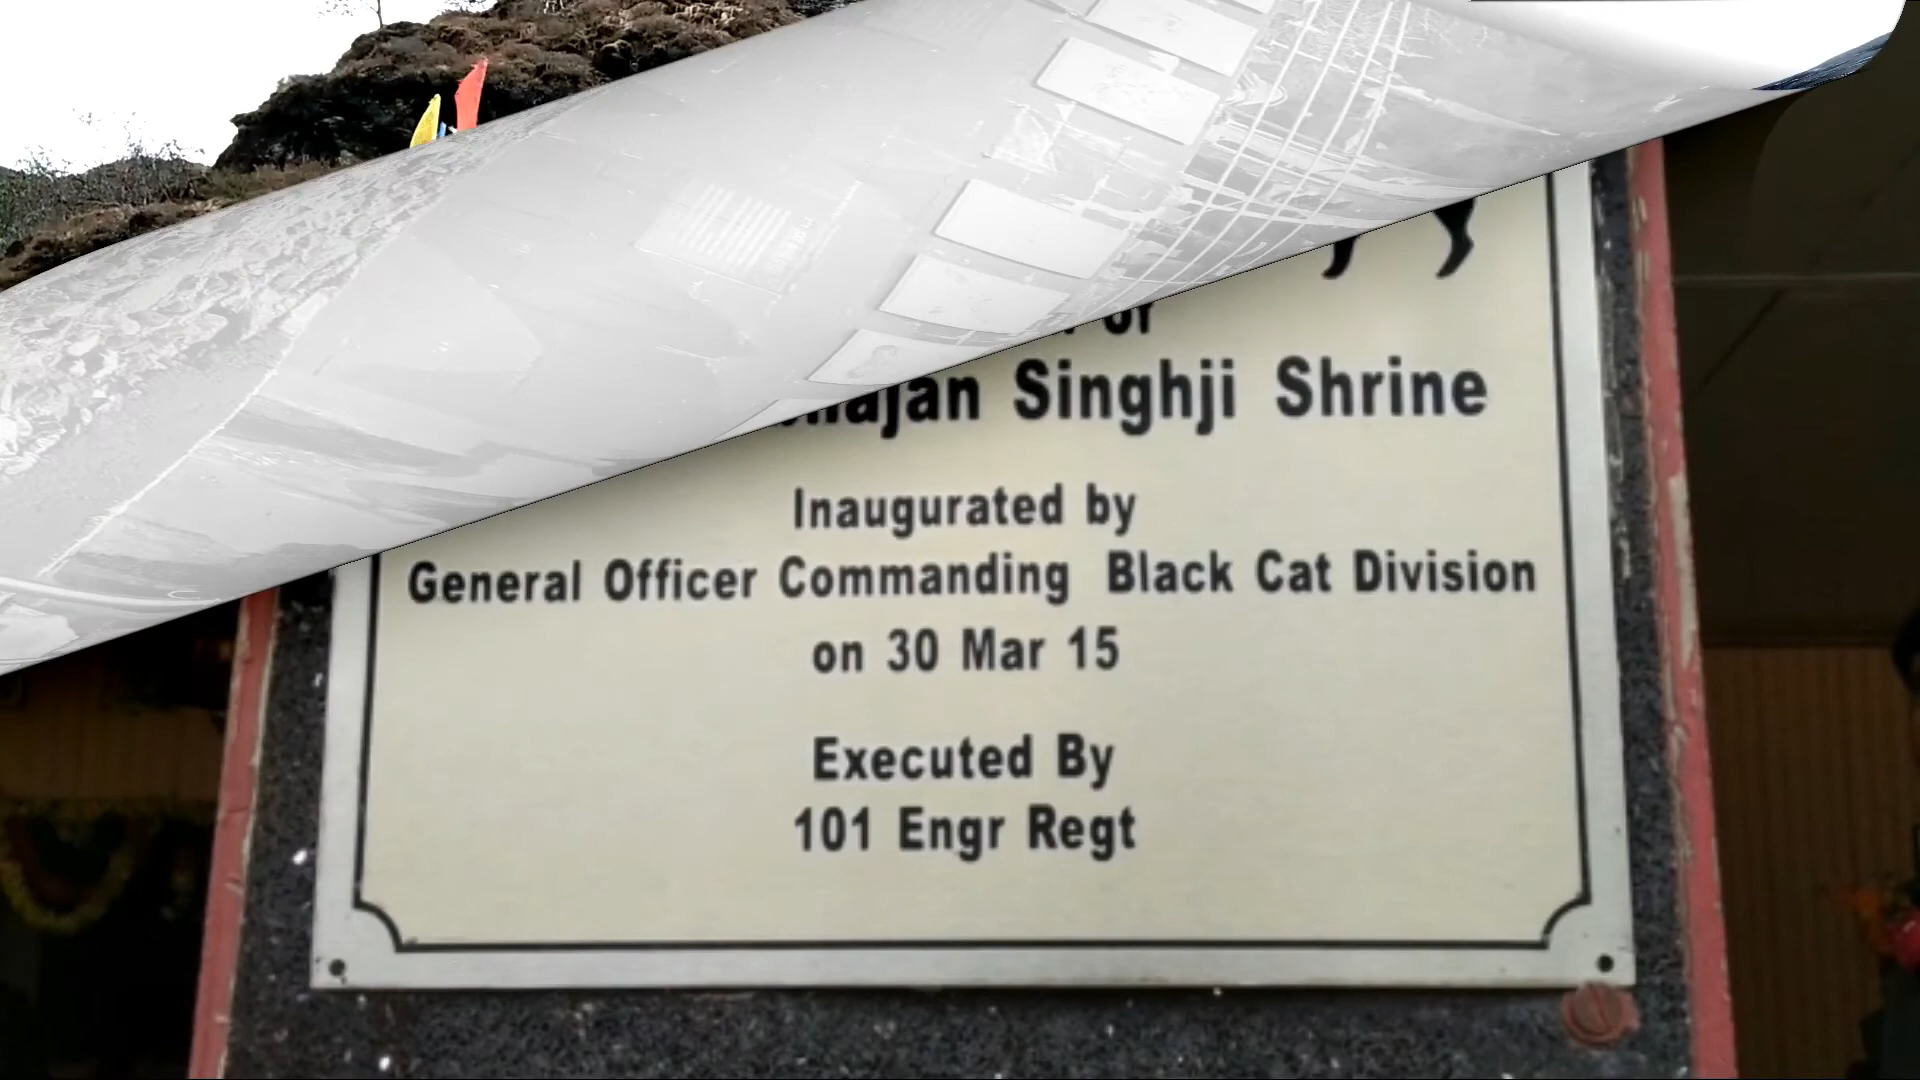 Singhji Shrine
Inaugurated by
General Officer Commanding Black Cat Division
on 30 Mar 15
Executed By
101 Engr Regt